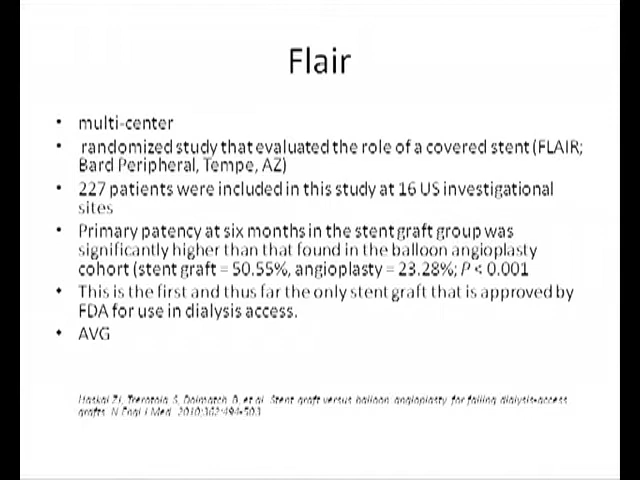 Flair
• multi-center
• randomized study that evaluated the role of a covered stent (FLAIR;
Bard Peripheral, Tempe, AZ)
• 227 patients were included in this study at 16 US investigational
sites
• Primary patency at six months in the stent graft group was
significantly higher than that found in the balloon angioplasty
cohort (stent graft = 50.55%, angioplasty = 23.28%; P < 0.001
• This is the first and thus far the only stent graft that is approved by
FDA for use in dialysis access.
• AVG
Haskal ZJ, Trerotola S, Dolmatch B, et al. Stent graft versus balloon angioplasty for failing dialysis-access
grafts. N Engl J Med. 2010;362:494-503